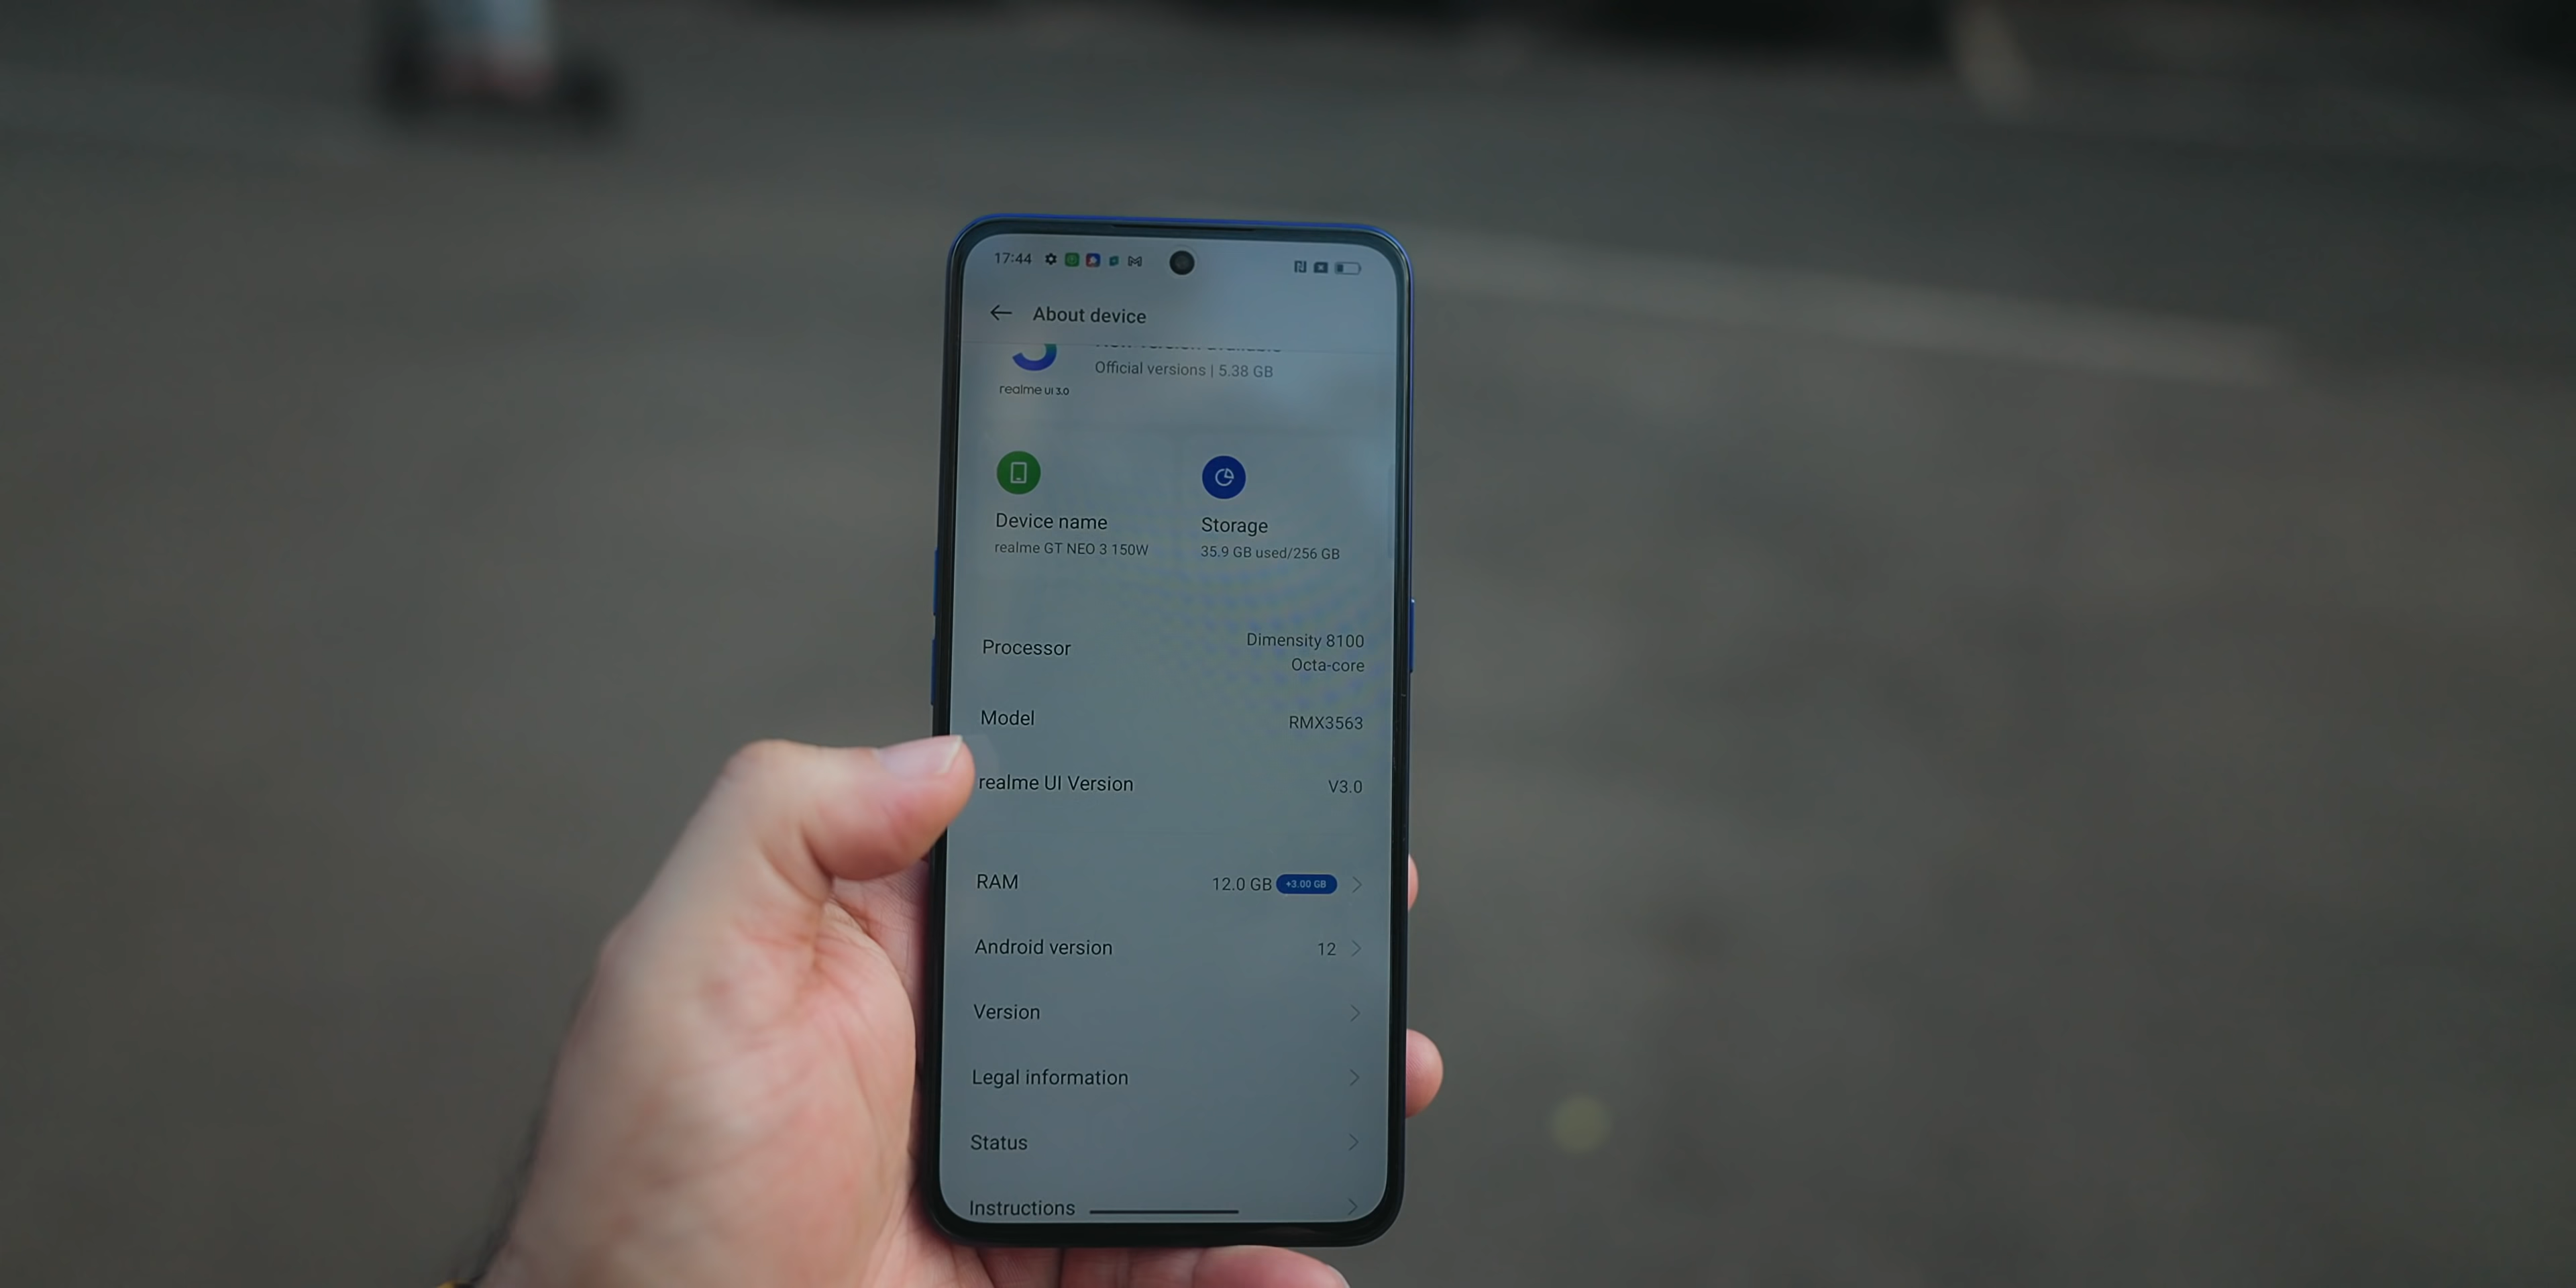 17:44
About device
Official versions | 5.38 GB
realme UI 3.0
Device name
realme GT NEO 3 150W
Storage
35.9 GB used/256 GB
Processor
Dimensity 8100
Octa-core
Model
RMX3563
realme UI Version
V3.0
RAM
12.0 GB +3.00 GB
Android version
12
Version
Legal information
Status
Instructions